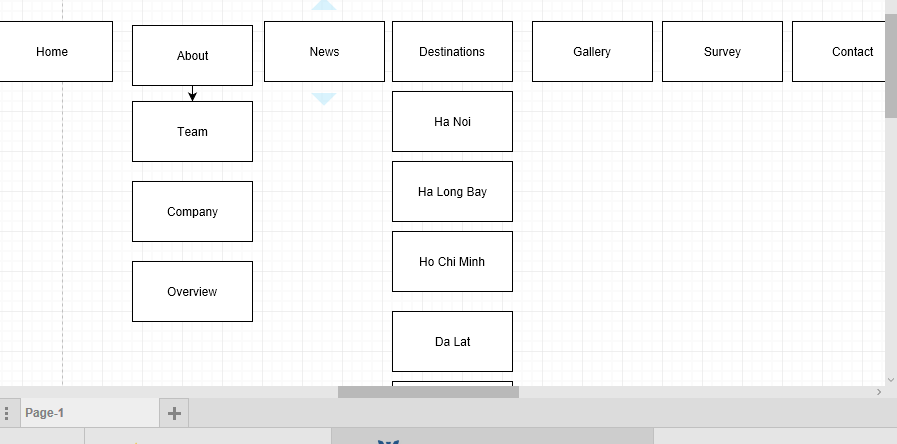 Home
About
News
Destinations
Gallery
Survey
Contact
Team
Ha Noi
Company
Ha Long Bay
Overview
Ho Chi Minh
Da Lat
Page-1